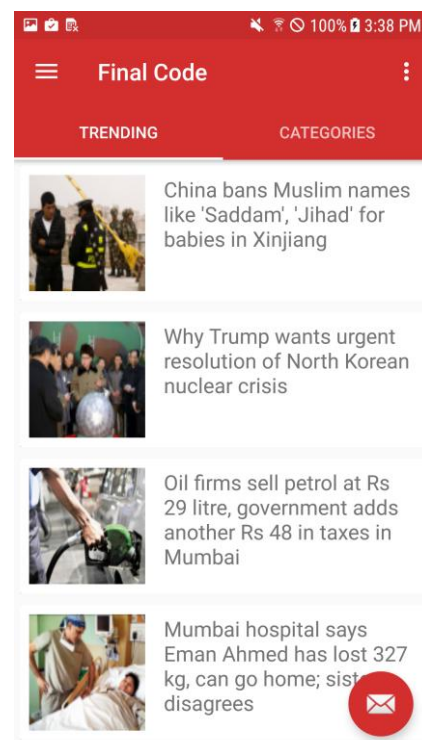 100% 3:38 PM
Final Code
TRENDING CATEGORIES
China bans Muslim names
like 'Saddam', 'Jihad' for
babies in Xinjiang
Why Trump wants urgent
resolution of North Korean
nuclear crisis
Oil firms sell petrol at Rs
29 litre, government adds
another Rs 48 in taxes in
Mumbai
Mumbai hospital says
Eman Ahmed has lost 327
kg, can go home; sist
disagrees